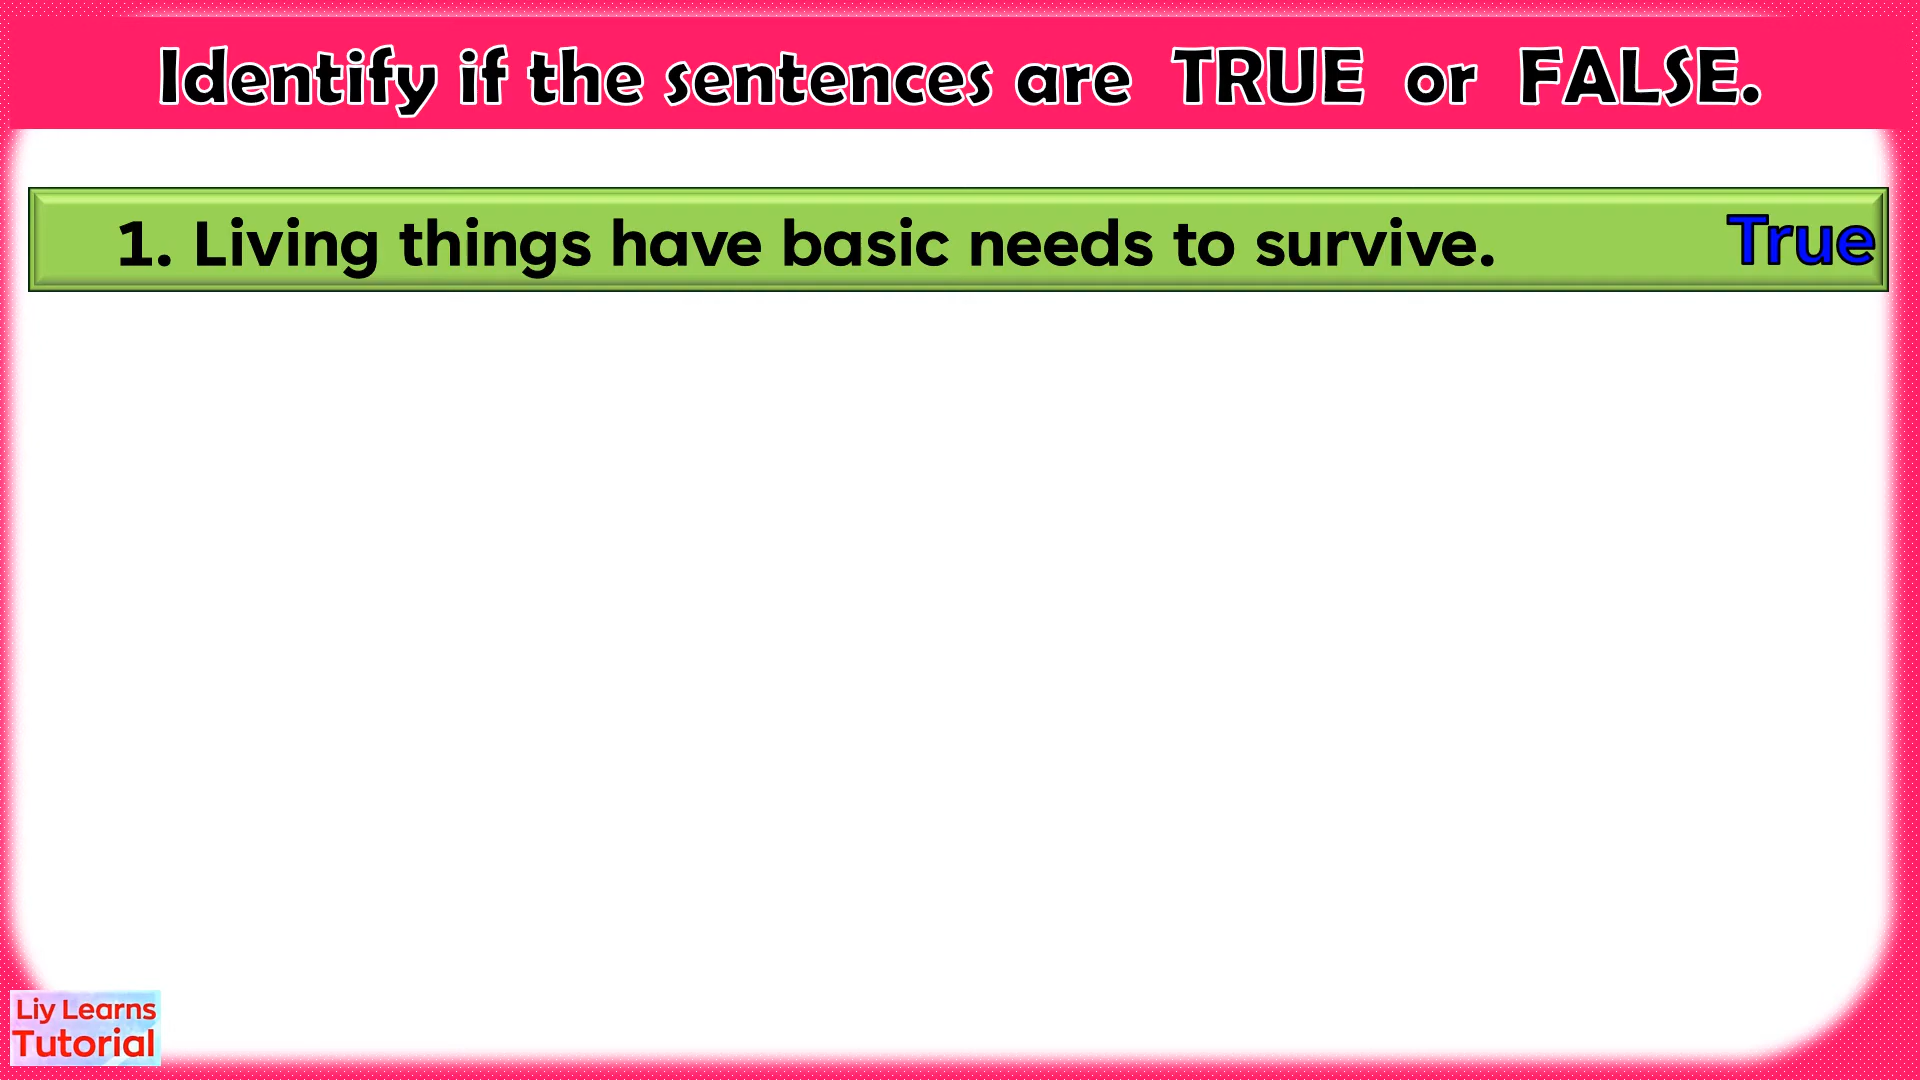 Identify if the sentences are TRUE or FALSE.
1. Living things have basic needs to survive. True
Liy Learns
Tutorial